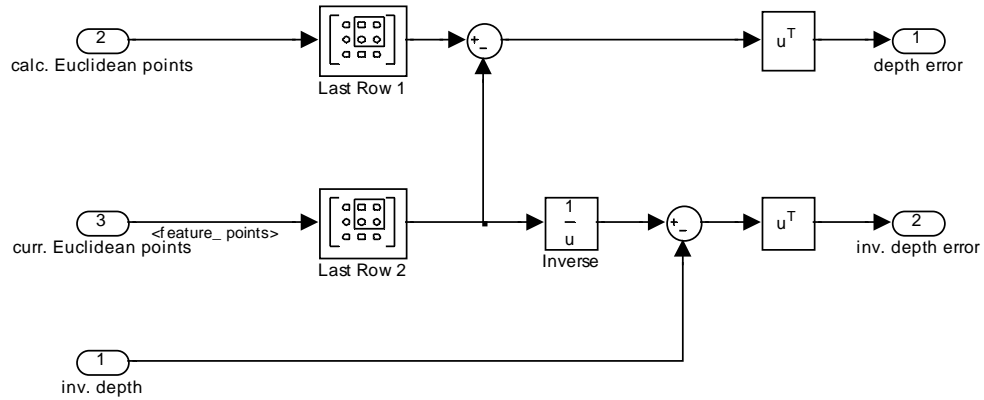 2
calc. Euclidean points
Last Row 1
+
−
u^T
1
depth error
3
curr. Euclidean points
<feature_ points>
Last Row 2
1
u
Inverse
+
−
u^T
2
inv. depth error
1
inv. depth